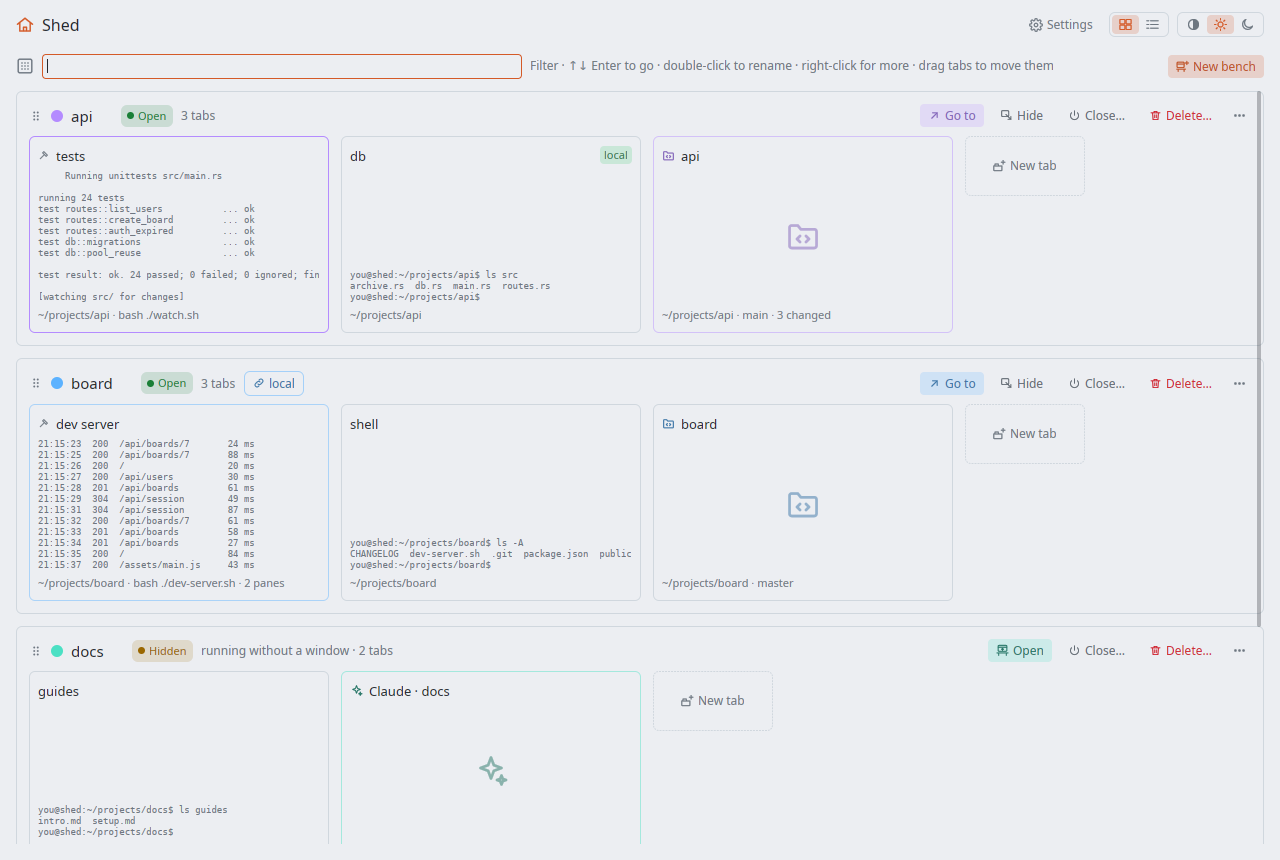 Shed
Settings
Filter · ↑↓ Enter to go · double-click to rename · right-click for more · drag tabs to move them
New bench
api
Open
3 tabs
Go to
Hide
Close...
Delete...
tests
Running unittests src/main.rs
running 24 tests
test routes::list_users ... ok
test routes::create_board ... ok
test routes::auth_expired ... ok
test db::migrations ... ok
test db::pool_reuse ... ok
test result: ok. 24 passed; 0 failed; 0 ignored; fin
[watching src/ for changes]
~/projects/api · bash ./watch.sh
db
local
you@shed:~/projects/api$ ls src
archive.rs db.rs main.rs routes.rs
you@shed:~/projects/api$
~/projects/api
api
~/projects/api · main · 3 changed
New tab
board
Open
3 tabs
local
Go to
Hide
Close...
Delete...
dev server
21:15:23 200 /api/boards/7 24 ms
21:15:25 200 /api/boards/7 88 ms
21:15:26 200 / 20 ms
21:15:27 200 /api/users 30 ms
21:15:28 201 /api/boards 61 ms
21:15:29 304 /api/session 49 ms
21:15:31 304 /api/session 87 ms
21:15:32 200 /api/boards/7 61 ms
21:15:33 201 /api/boards 58 ms
21:15:34 201 /api/boards 27 ms
21:15:35 200 / 84 ms
21:15:37 200 /assets/main.js 43 ms
~/projects/board · bash ./dev-server.sh · 2 panes
shell
you@shed:~/projects/board$ ls -A
CHANGELOG dev-server.sh .git package.json public
you@shed:~/projects/board$
~/projects/board
board
~/projects/board · master
New tab
docs
Hidden
running without a window · 2 tabs
Open
Close...
Delete...
guides
you@shed:~/projects/docs$ ls guides
intro.md setup.md
you@shed:~/projects/docs$
Claude · docs
New tab